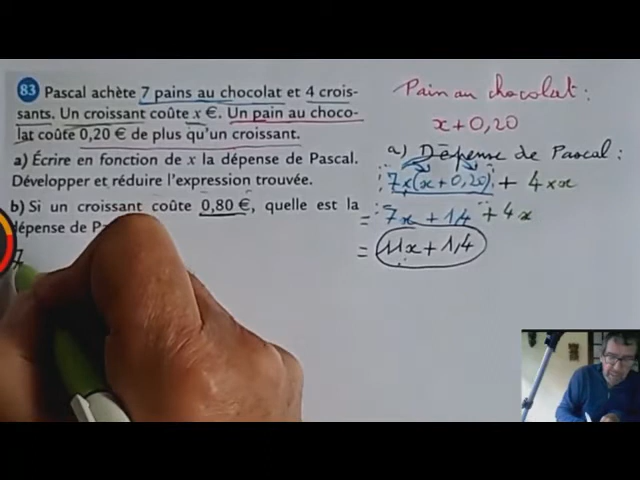 83 Pascal achète 7 pains au chocolat et 4 crois-
sants. Un croissant coûte x €. Un pain au choco-
lat coûte 0,20 € de plus qu'un croissant.
a) Écrire en fonction de x la dépense de Pascal.
Développer et réduire l'expression trouvée.
b) Si un croissant coûte 0,80 €, quelle est la
dépense de P
7
Pain au chocolat :
x + 0,20
a) Dépense de Pascal :
7x(x + 0,20) + 4xx
= 7x + 1,4 + 4x
= 11x + 1,4